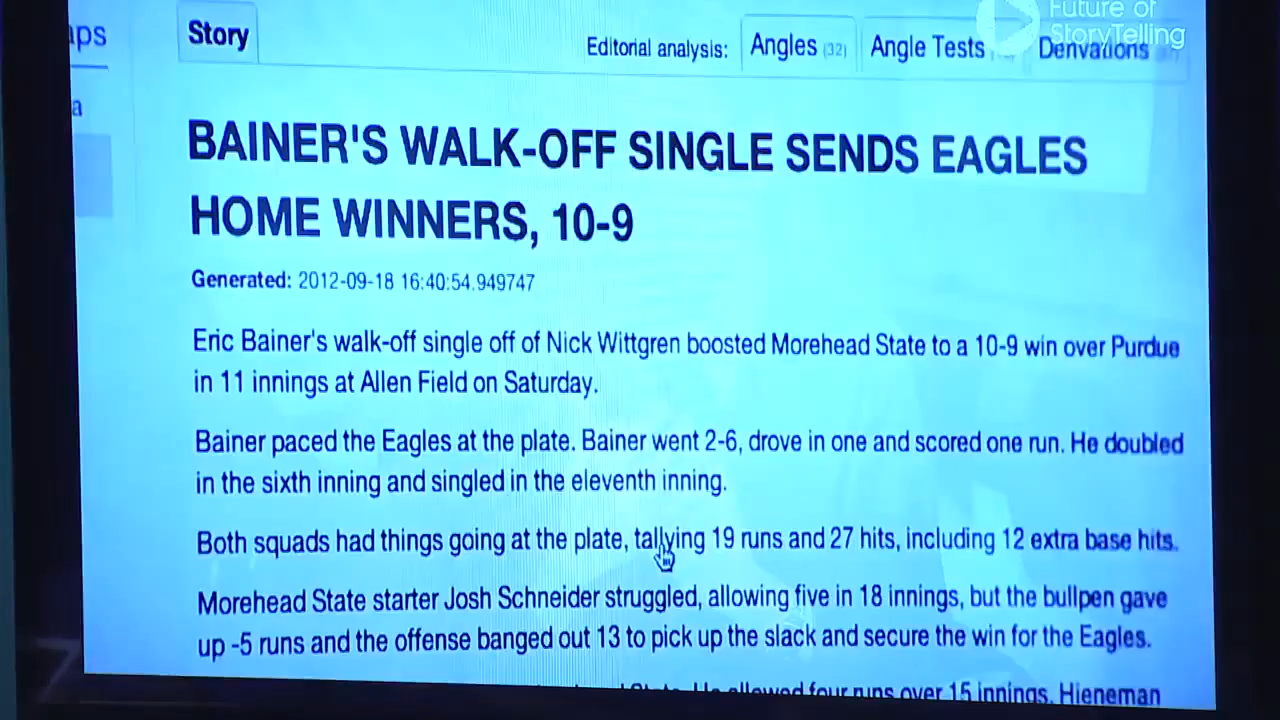 Future of
StoryTelling
aps
Story
Editorial analysis: Angles (32) Angle Tests Derivations
a
BAINER'S WALK-OFF SINGLE SENDS EAGLES
HOME WINNERS, 10-9
Generated: 2012-09-18 16:40:54.949747
Eric Bainer's walk-off single off of Nick Wittgren boosted Morehead State to a 10-9 win over Purdue
in 11 innings at Allen Field on Saturday.
Bainer paced the Eagles at the plate. Bainer went 2-6, drove in one and scored one run. He doubled
in the sixth inning and singled in the eleventh inning.
Both squads had things going at the plate, tallying 19 runs and 27 hits, including 12 extra base hits.
Morehead State starter Josh Schneider struggled, allowing five in 18 innings, but the bullpen gave
up -5 runs and the offense banged out 13 to pick up the slack and secure the win for the Eagles.
State. He allowed four runs over 15 innings. Hieneman